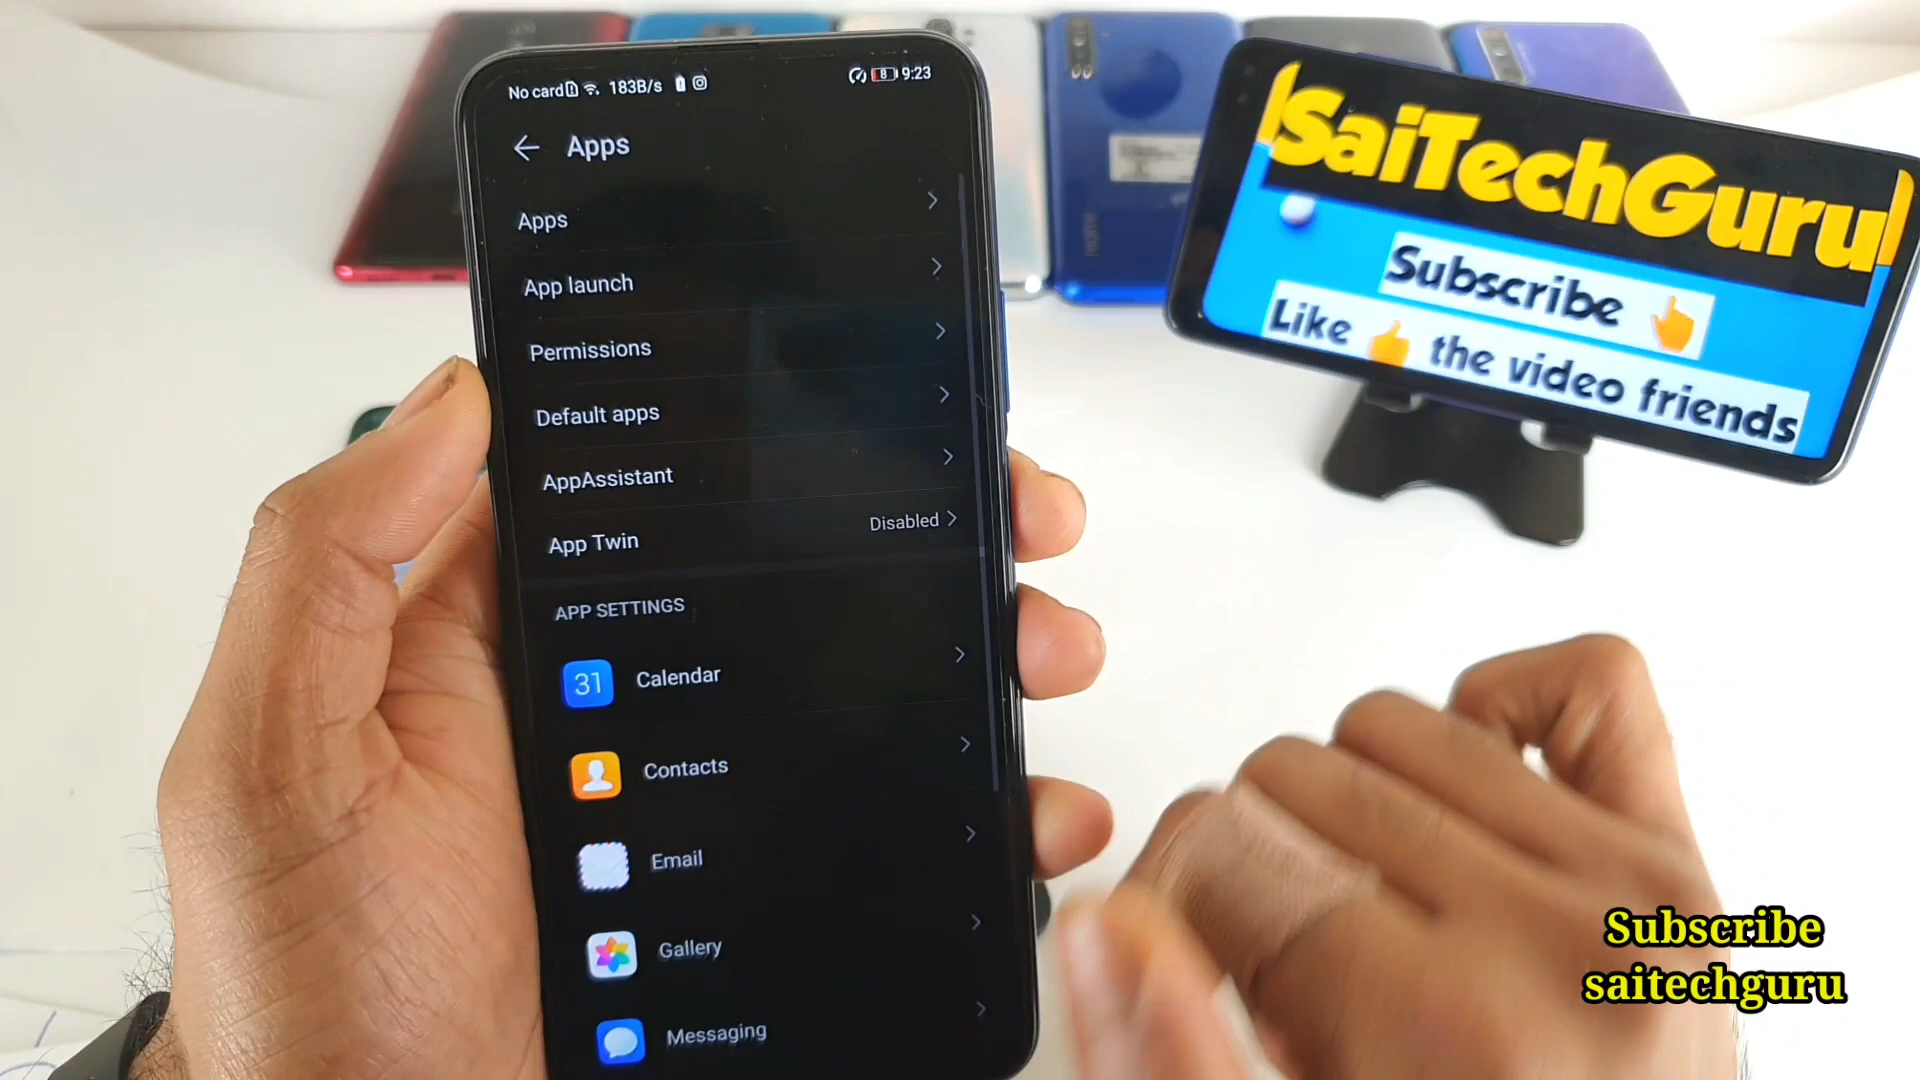 No card 183B/s 8 9:23
Apps
Apps
App launch
Permissions
Default apps
AppAssistant
App Twin Disabled
APP SETTINGS
31 Calendar
Contacts
Email
Gallery
Messaging
SaiTechGuru
Subscribe
Like the video friends
Subscribe
saitechguru